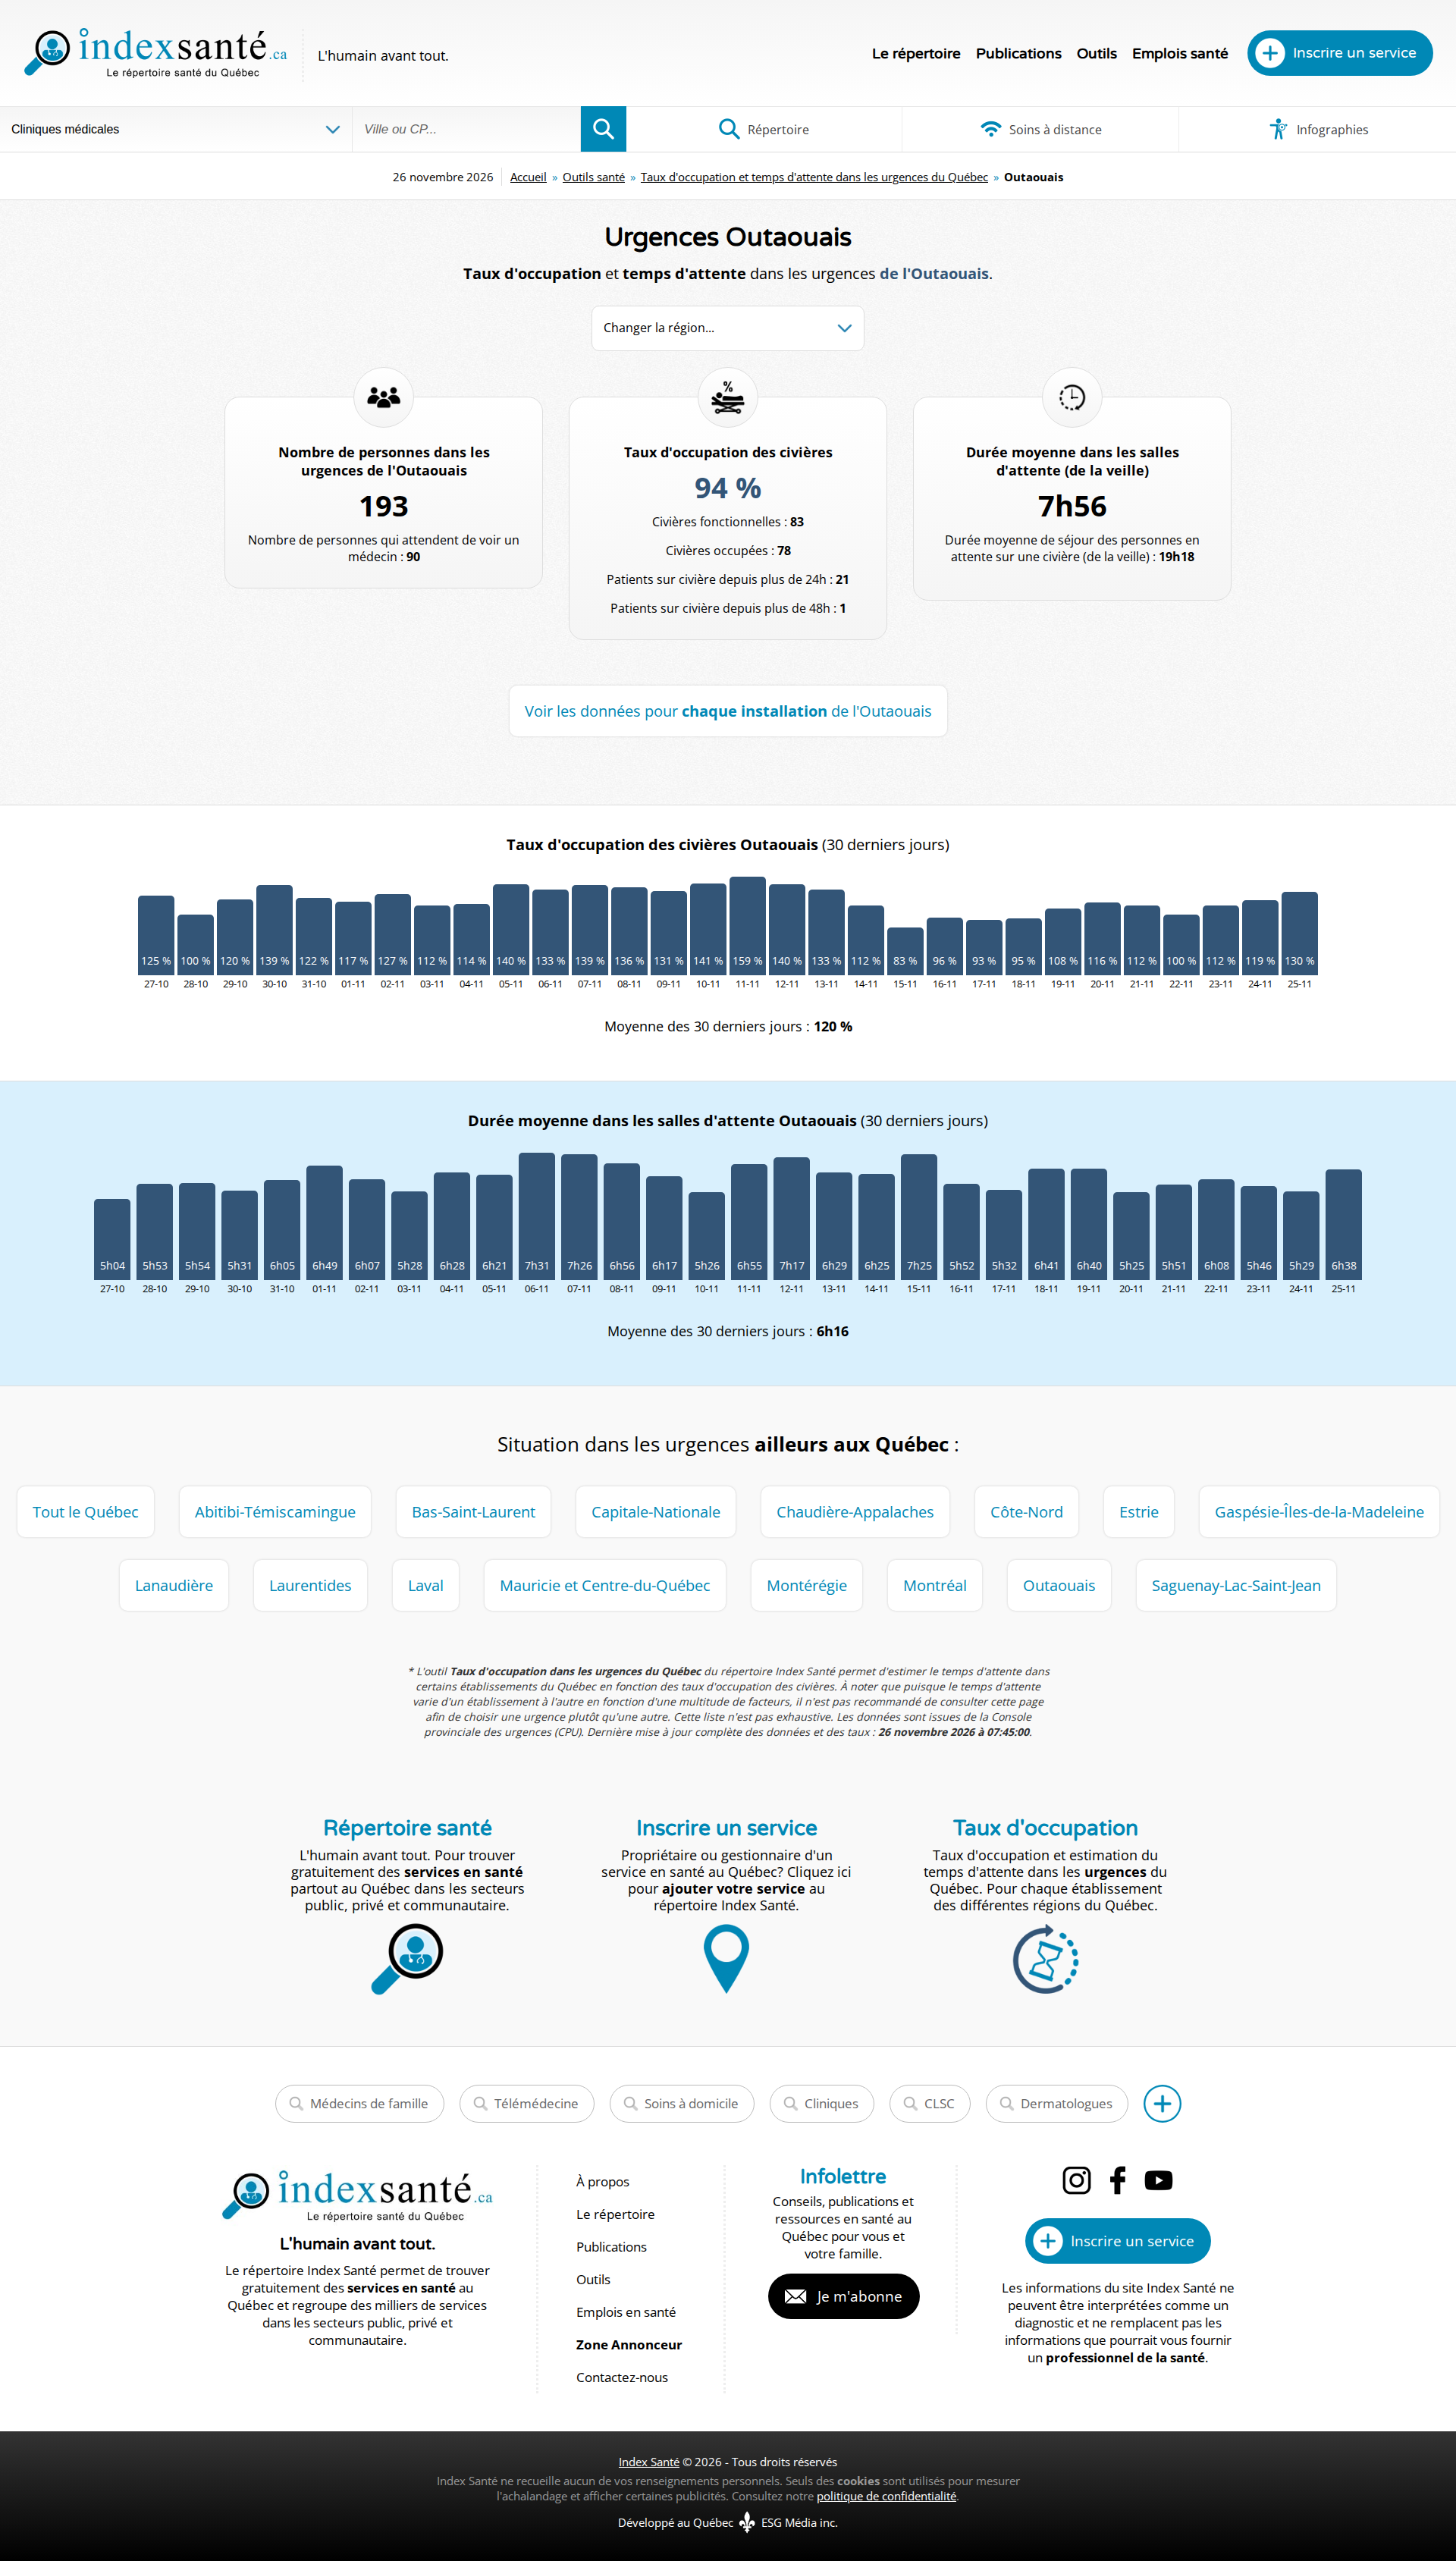 indexsanté.ca
Le répertoire santé du Québec
L'humain avant tout.
Le répertoire Publications Outils Emplois santé Inscrire un service
Cliniques médicales
Ville ou CP...
Répertoire
Soins à distance
Infographies
26 novembre 2026 Accueil » Outils santé » Taux d'occupation et temps d'attente dans les urgences du Québec » Outaouais
Urgences Outaouais
Taux d'occupation et temps d'attente dans les urgences de l'Outaouais.
Changer la région...
Nombre de personnes dans les
urgences de l'Outaouais
193
Nombre de personnes qui attendent de voir un
médecin : 90
%
Taux d'occupation des civières
94 %
Civières fonctionnelles : 83
Civières occupées : 78
Patients sur civière depuis plus de 24h : 21
Patients sur civière depuis plus de 48h : 1
Durée moyenne dans les salles
d'attente (de la veille)
7h56
Durée moyenne de séjour des personnes en
attente sur une civière (de la veille) : 19h18
Voir les données pour chaque installation de l'Outaouais
Taux d'occupation des civières Outaouais (30 derniers jours)
125 % 100 % 120 % 139 % 122 % 117 % 127 % 112 % 114 % 140 % 133 % 139 % 136 % 131 % 141 % 159 % 140 % 133 % 112 % 83 % 96 % 93 % 95 % 108 % 116 % 112 % 100 % 112 % 119 % 130 %
27-10 28-10 29-10 30-10 31-10 01-11 02-11 03-11 04-11 05-11 06-11 07-11 08-11 09-11 10-11 11-11 12-11 13-11 14-11 15-11 16-11 17-11 18-11 19-11 20-11 21-11 22-11 23-11 24-11 25-11
Moyenne des 30 derniers jours : 120 %
Durée moyenne dans les salles d'attente Outaouais (30 derniers jours)
5h04 5h53 5h54 5h31 6h05 6h49 6h07 5h28 6h28 6h21 7h31 7h26 6h56 6h17 5h26 6h55 7h17 6h29 6h25 7h25 5h52 5h32 6h41 6h40 5h25 5h51 6h08 5h46 5h29 6h38
27-10 28-10 29-10 30-10 31-10 01-11 02-11 03-11 04-11 05-11 06-11 07-11 08-11 09-11 10-11 11-11 12-11 13-11 14-11 15-11 16-11 17-11 18-11 19-11 20-11 21-11 22-11 23-11 24-11 25-11
Moyenne des 30 derniers jours : 6h16
Situation dans les urgences ailleurs aux Québec :
Tout le Québec Abitibi-Témiscamingue Bas-Saint-Laurent Capitale-Nationale Chaudière-Appalaches Côte-Nord Estrie Gaspésie-Îles-de-la-Madeleine
Lanaudière Laurentides Laval Mauricie et Centre-du-Québec Montérégie Montréal Outaouais Saguenay-Lac-Saint-Jean
* L'outil Taux d'occupation dans les urgences du Québec du répertoire Index Santé permet d'estimer le temps d'attente dans
certains établissements du Québec en fonction des taux d'occupation des civières. À noter que puisque le temps d'attente
varie d'un établissement à l'autre en fonction d'une multitude de facteurs, il n'est pas recommandé de consulter cette page
afin de choisir une urgence plutôt qu'une autre. Cette liste n'est pas exhaustive. Les données sont issues de la Console
provinciale des urgences (CPU). Dernière mise à jour complète des données et des taux : 26 novembre 2026 à 07:45:00.
Répertoire santé
L'humain avant tout. Pour trouver
gratuitement des services en santé
partout au Québec dans les secteurs
public, privé et communautaire.
Inscrire un service
Propriétaire ou gestionnaire d'un
service en santé au Québec? Cliquez ici
pour ajouter votre service au
répertoire Index Santé.
Taux d'occupation
Taux d'occupation et estimation du
temps d'attente dans les urgences du
Québec. Pour chaque établissement
des différentes régions du Québec.
Médecins de famille Télémédecine Soins à domicile Cliniques CLSC Dermatologues
indexsanté.ca
Le répertoire santé du Québec
L'humain avant tout.
Le répertoire Index Santé permet de trouver
gratuitement des services en santé au
Québec et regroupe des milliers de services
dans les secteurs public, privé et
communautaire.
À propos
Le répertoire
Publications
Outils
Emplois en santé
Zone Annonceur
Contactez-nous
Infolettre
Conseils, publications et
ressources en santé au
Québec pour vous et
votre famille.
Je m'abonne
Inscrire un service
Les informations du site Index Santé ne
peuvent être interprétées comme un
diagnostic et ne remplacent pas les
informations que pourrait vous fournir
un professionnel de la santé.
Index Santé © 2026 - Tous droits réservés
Index Santé ne recueille aucun de vos renseignements personnels. Seuls des cookies sont utilisés pour mesurer
l'achalandage et afficher certaines publicités. Consultez notre politique de confidentialité.
Développé au Québec ESG Média inc.